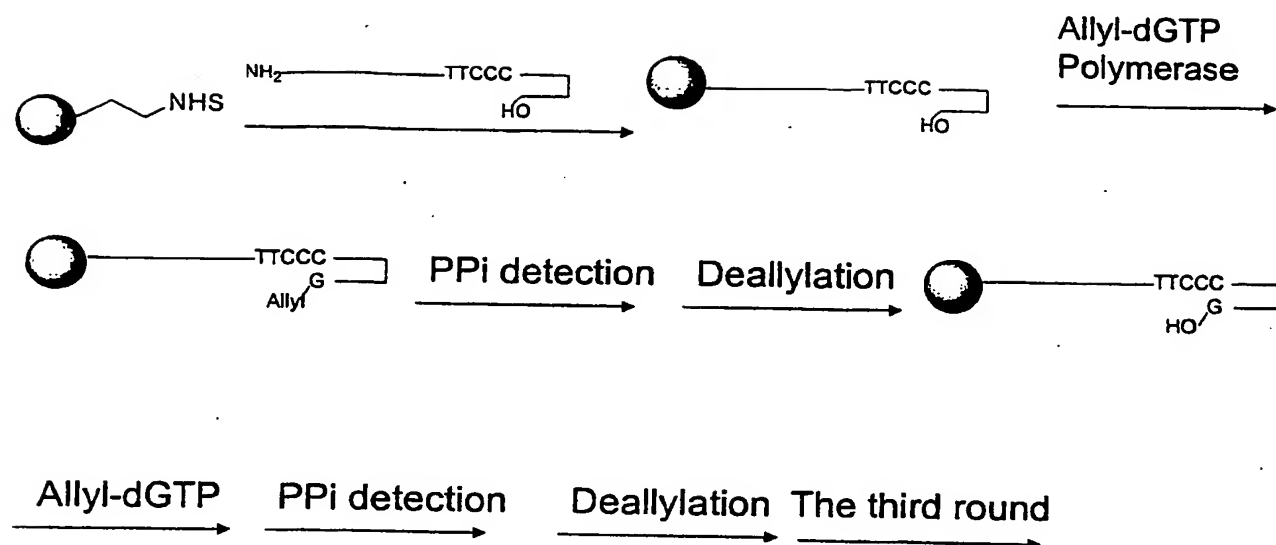 Allyl-dGTP
Polymerase
NH2 TTCCC
NHS
HO
TTCCC
HO
TTCCC
G
Allyl
PPi detection
Deallylation
TTCCC
G
HO
Allyl-dGTP
PPi detection
Deallylation
The third round